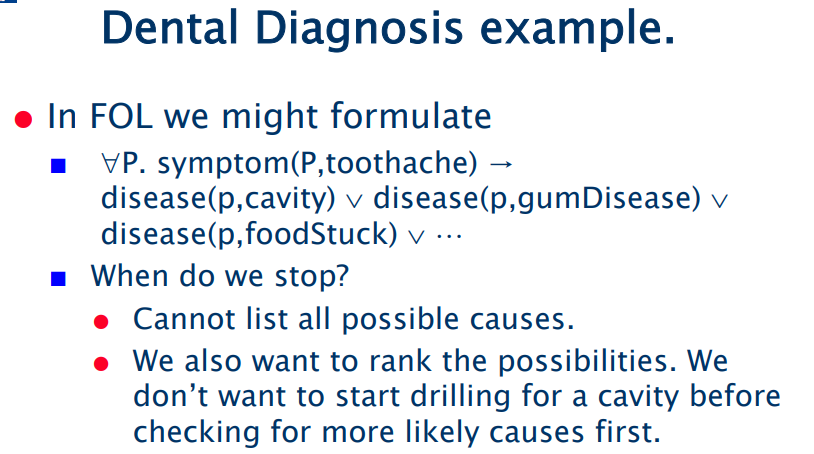 Dental Diagnosis example.
● In FOL we might formulate
■ ∀P. symptom(P,toothache) →
disease(p,cavity) ∨ disease(p,gumDisease) ∨
disease(p,foodStuck) ∨ ⋯
■ When do we stop?
● Cannot list all possible causes.
● We also want to rank the possibilities. We
don’t want to start drilling for a cavity before
checking for more likely causes first.